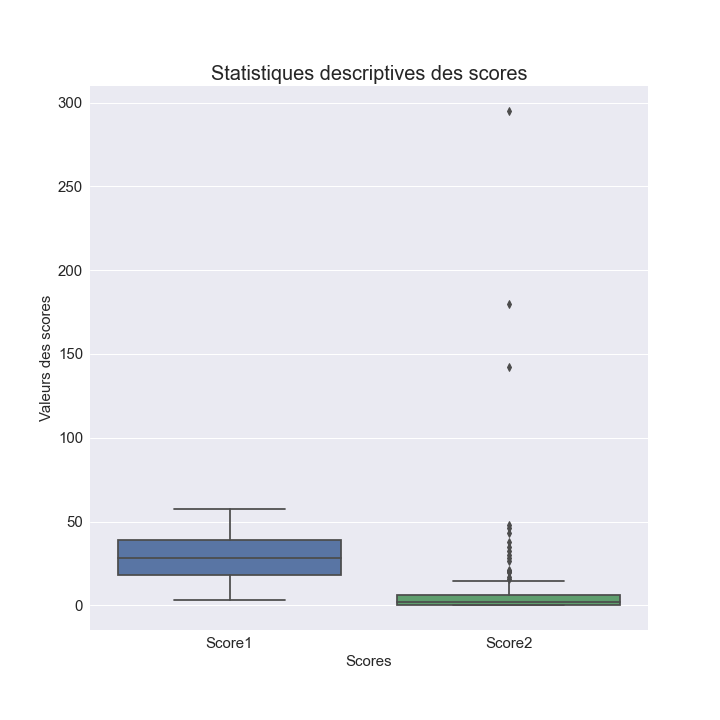 Statistiques descriptives des scores
300
250
200
150
100
50
0
Valeurs des scores
Score1
Score2
Scores